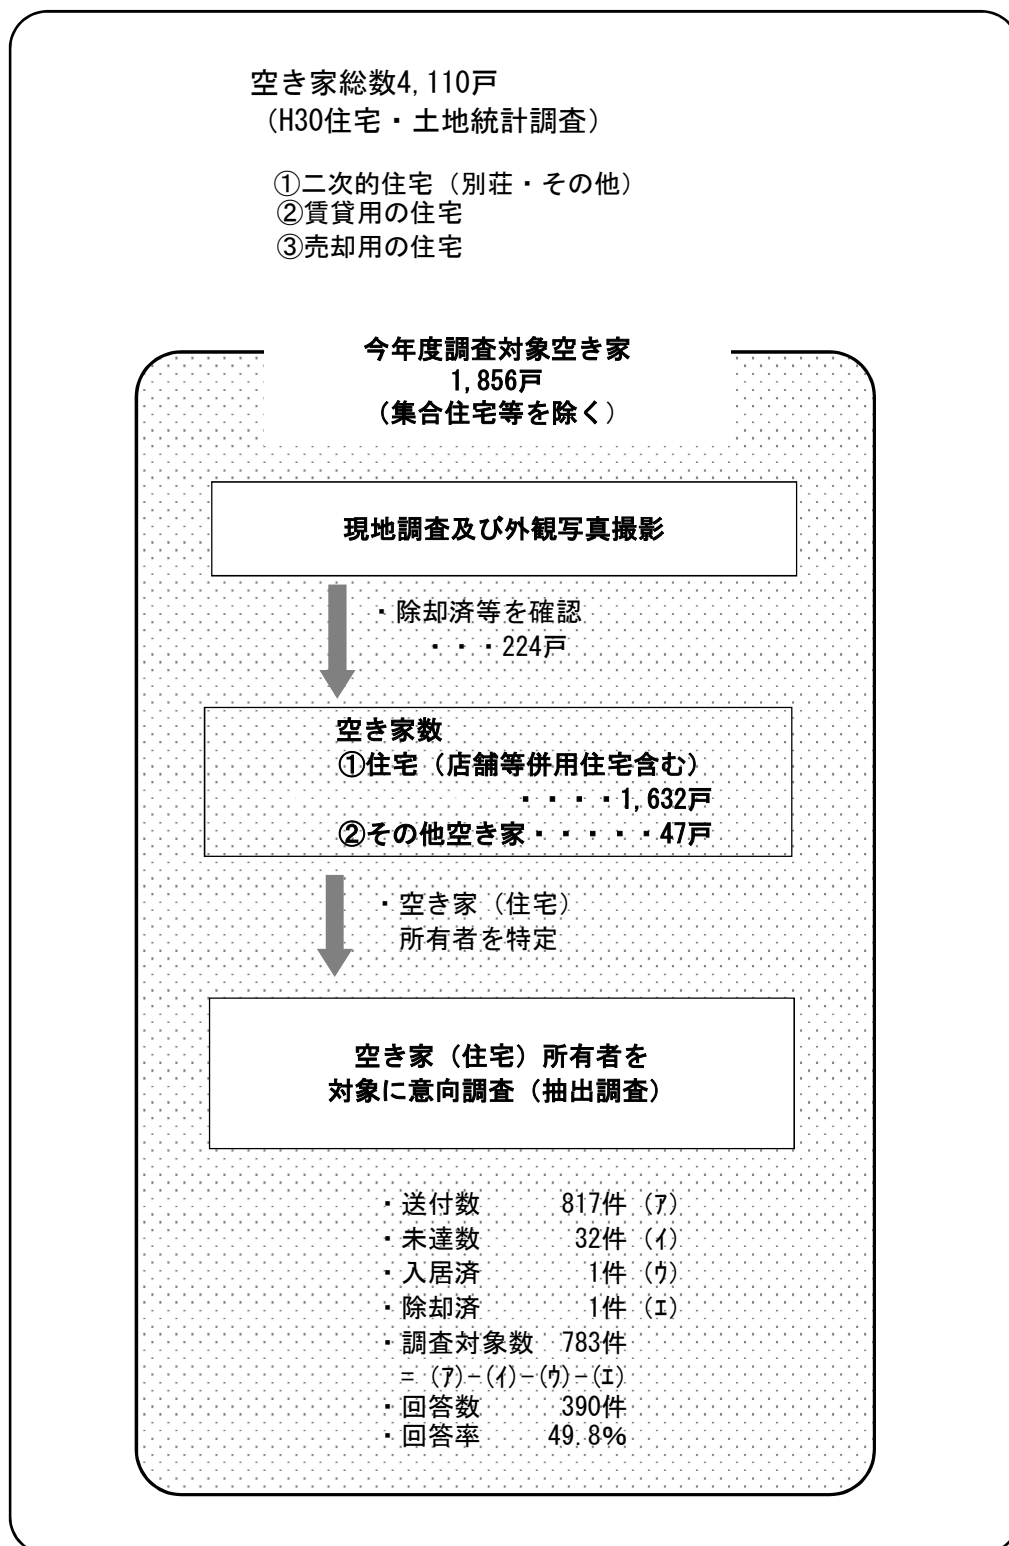 空き家総数4,110戸
（H30住宅・土地統計調査）
①二次的住宅（別荘・その他）
②賃貸用の住宅
③売却用の住宅
今年度調査対象空き家
1,856戸
（集合住宅等を除く）
現地調査及び外観写真撮影
・除却済等を確認
・・・224戸
空き家数
①住宅（店舗等併用住宅含む）
・・・・1,632戸
②その他空き家・・・・・47戸
・空き家（住宅）
所有者を特定
空き家（住宅）所有者を
対象に意向調査（抽出調査）
・送付数 817件（ｱ）
・未達数 32件（ｲ）
・入居済 1件（ｳ）
・除却済 1件（ｴ）
・調査対象数 783件
=（ｱ）-（ｲ）-（ｳ）-（ｴ）
・回答数 390件
・回答率 49.8%